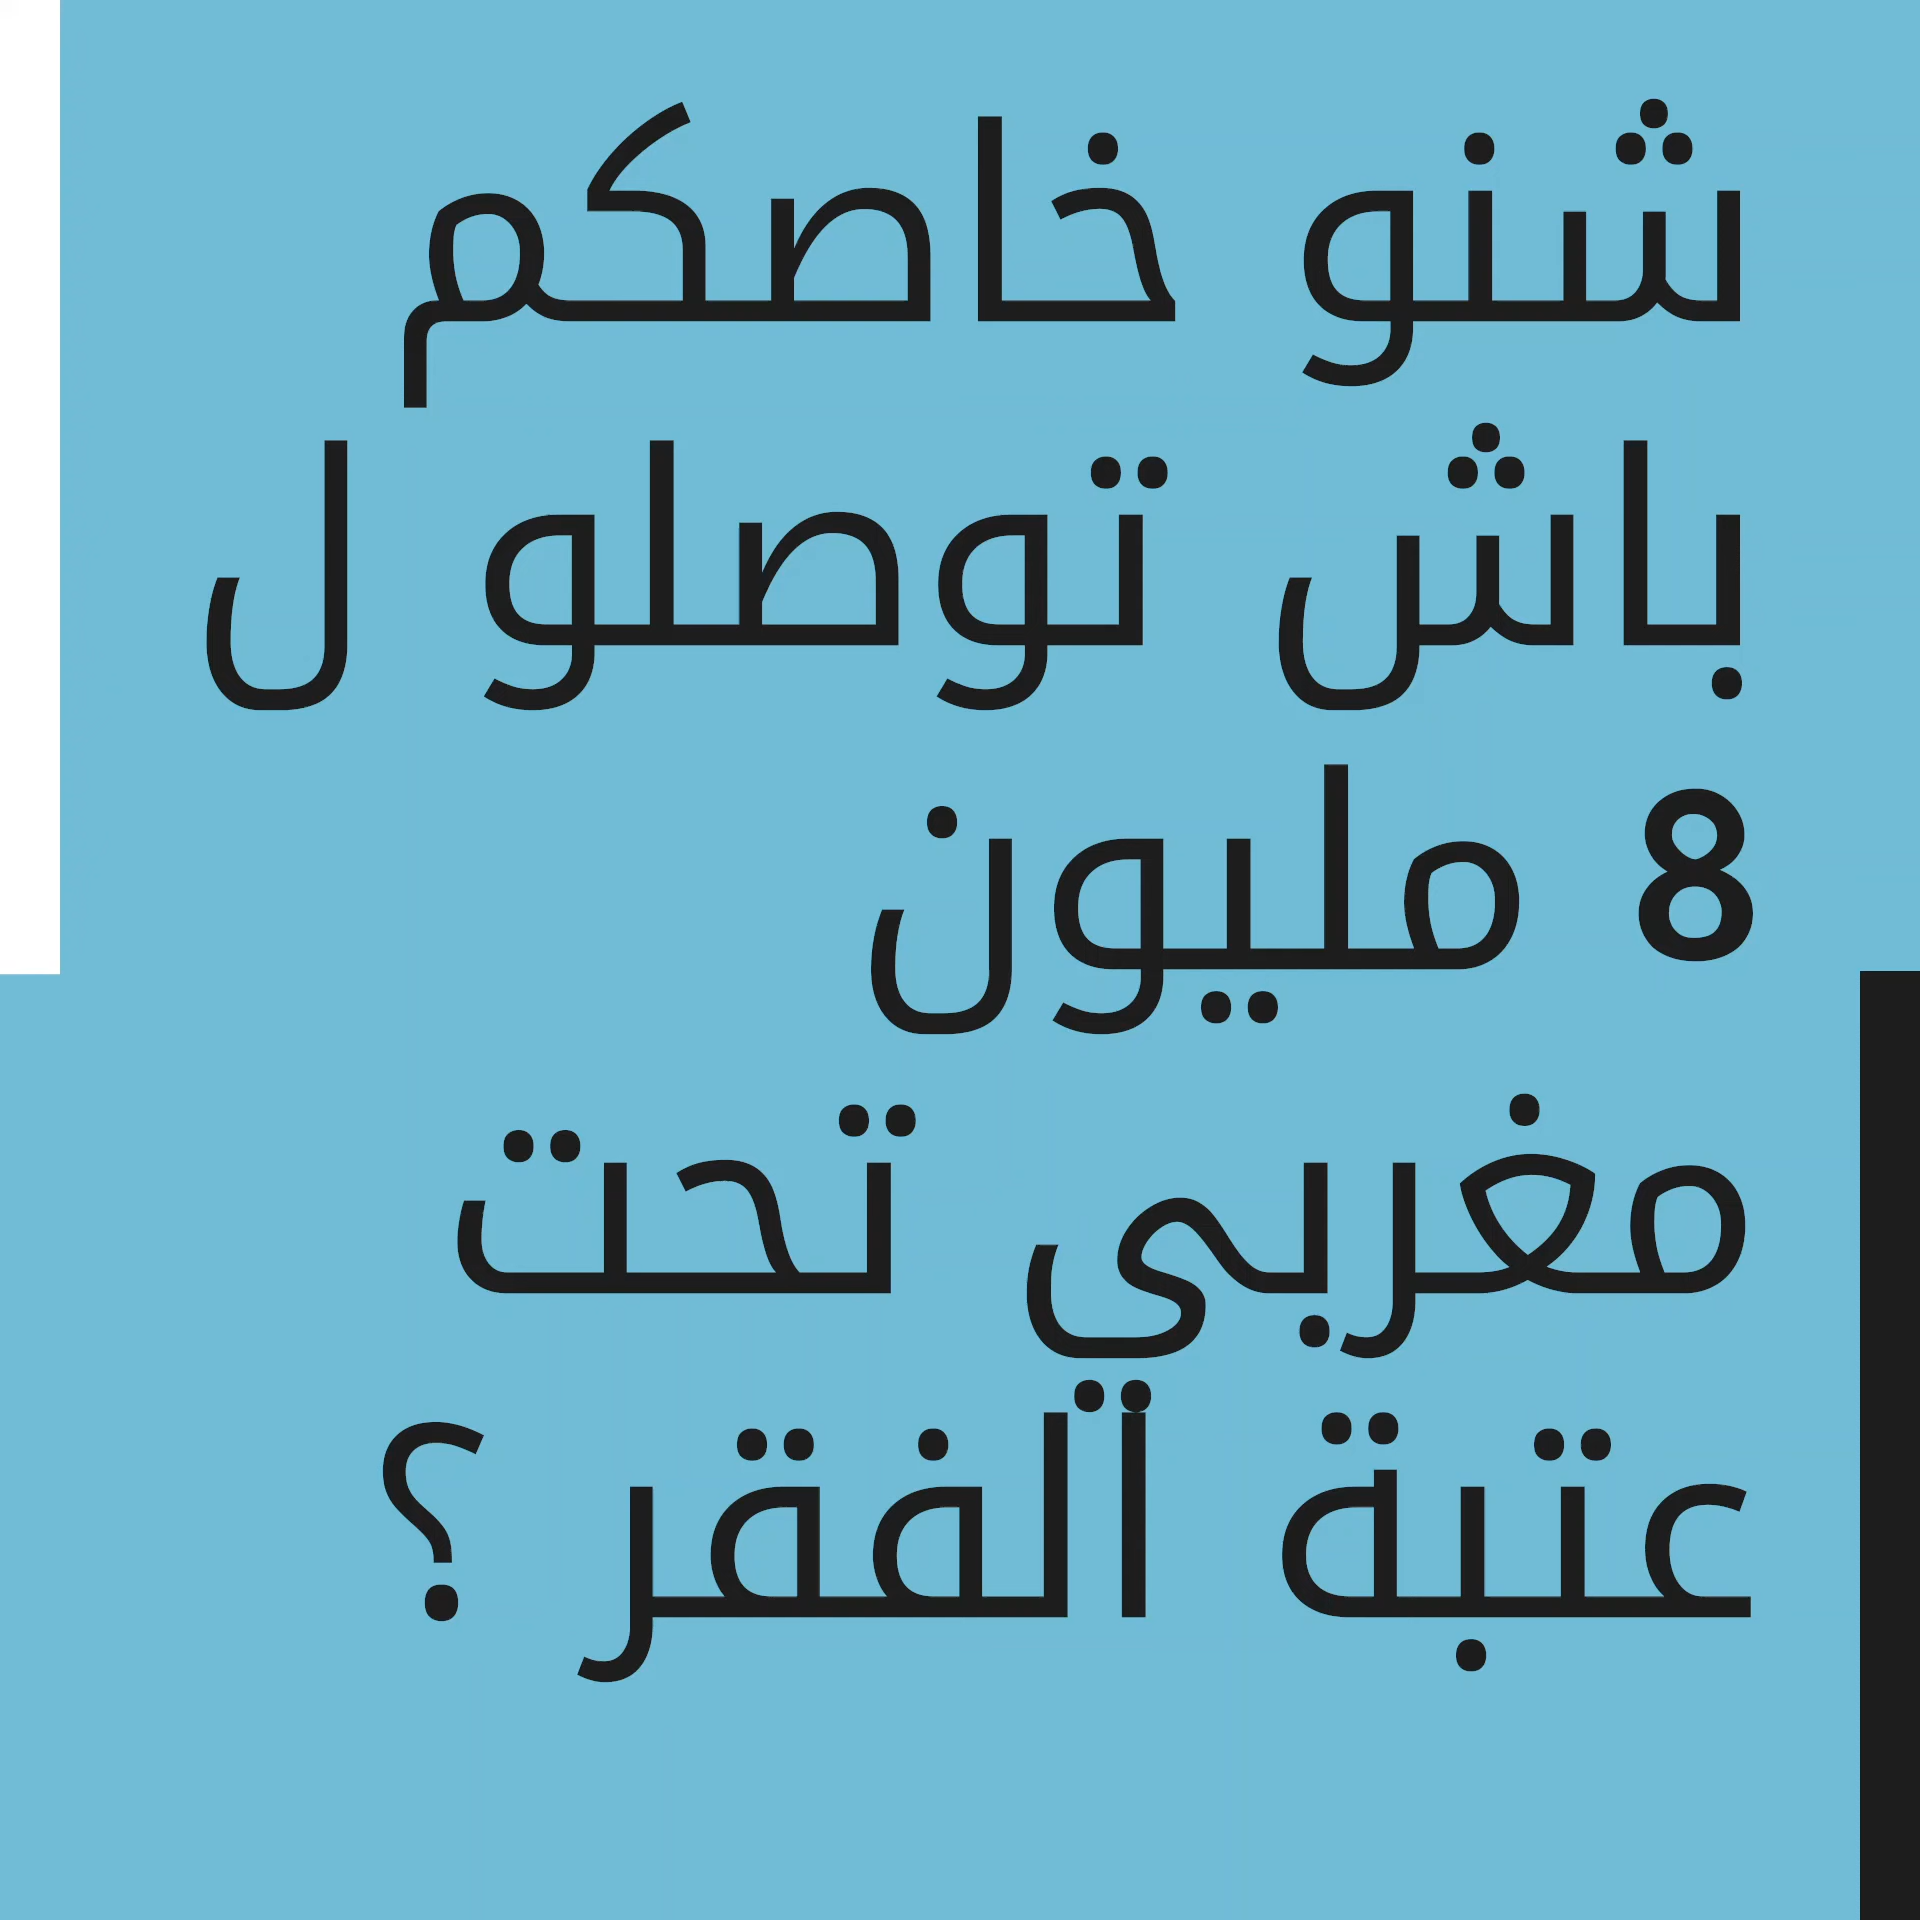 شنو خاصكم
باش توصلو ل
8 مليون
مغربي تحت
عتبة الفقر ؟